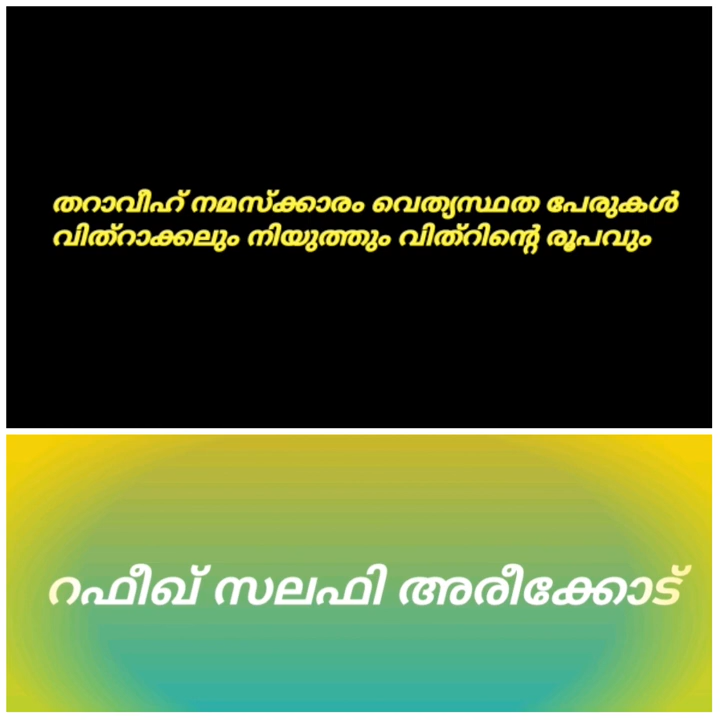 തറാവീഹ് നമസ്ക്കാരം വെത്യസ്ഥത പേരുകൾ
വിത്റാക്കലും നിയുത്തും വിത്റിന്റെ രൂപവും
റഫീഖ് സലഫി അരീക്കോട്